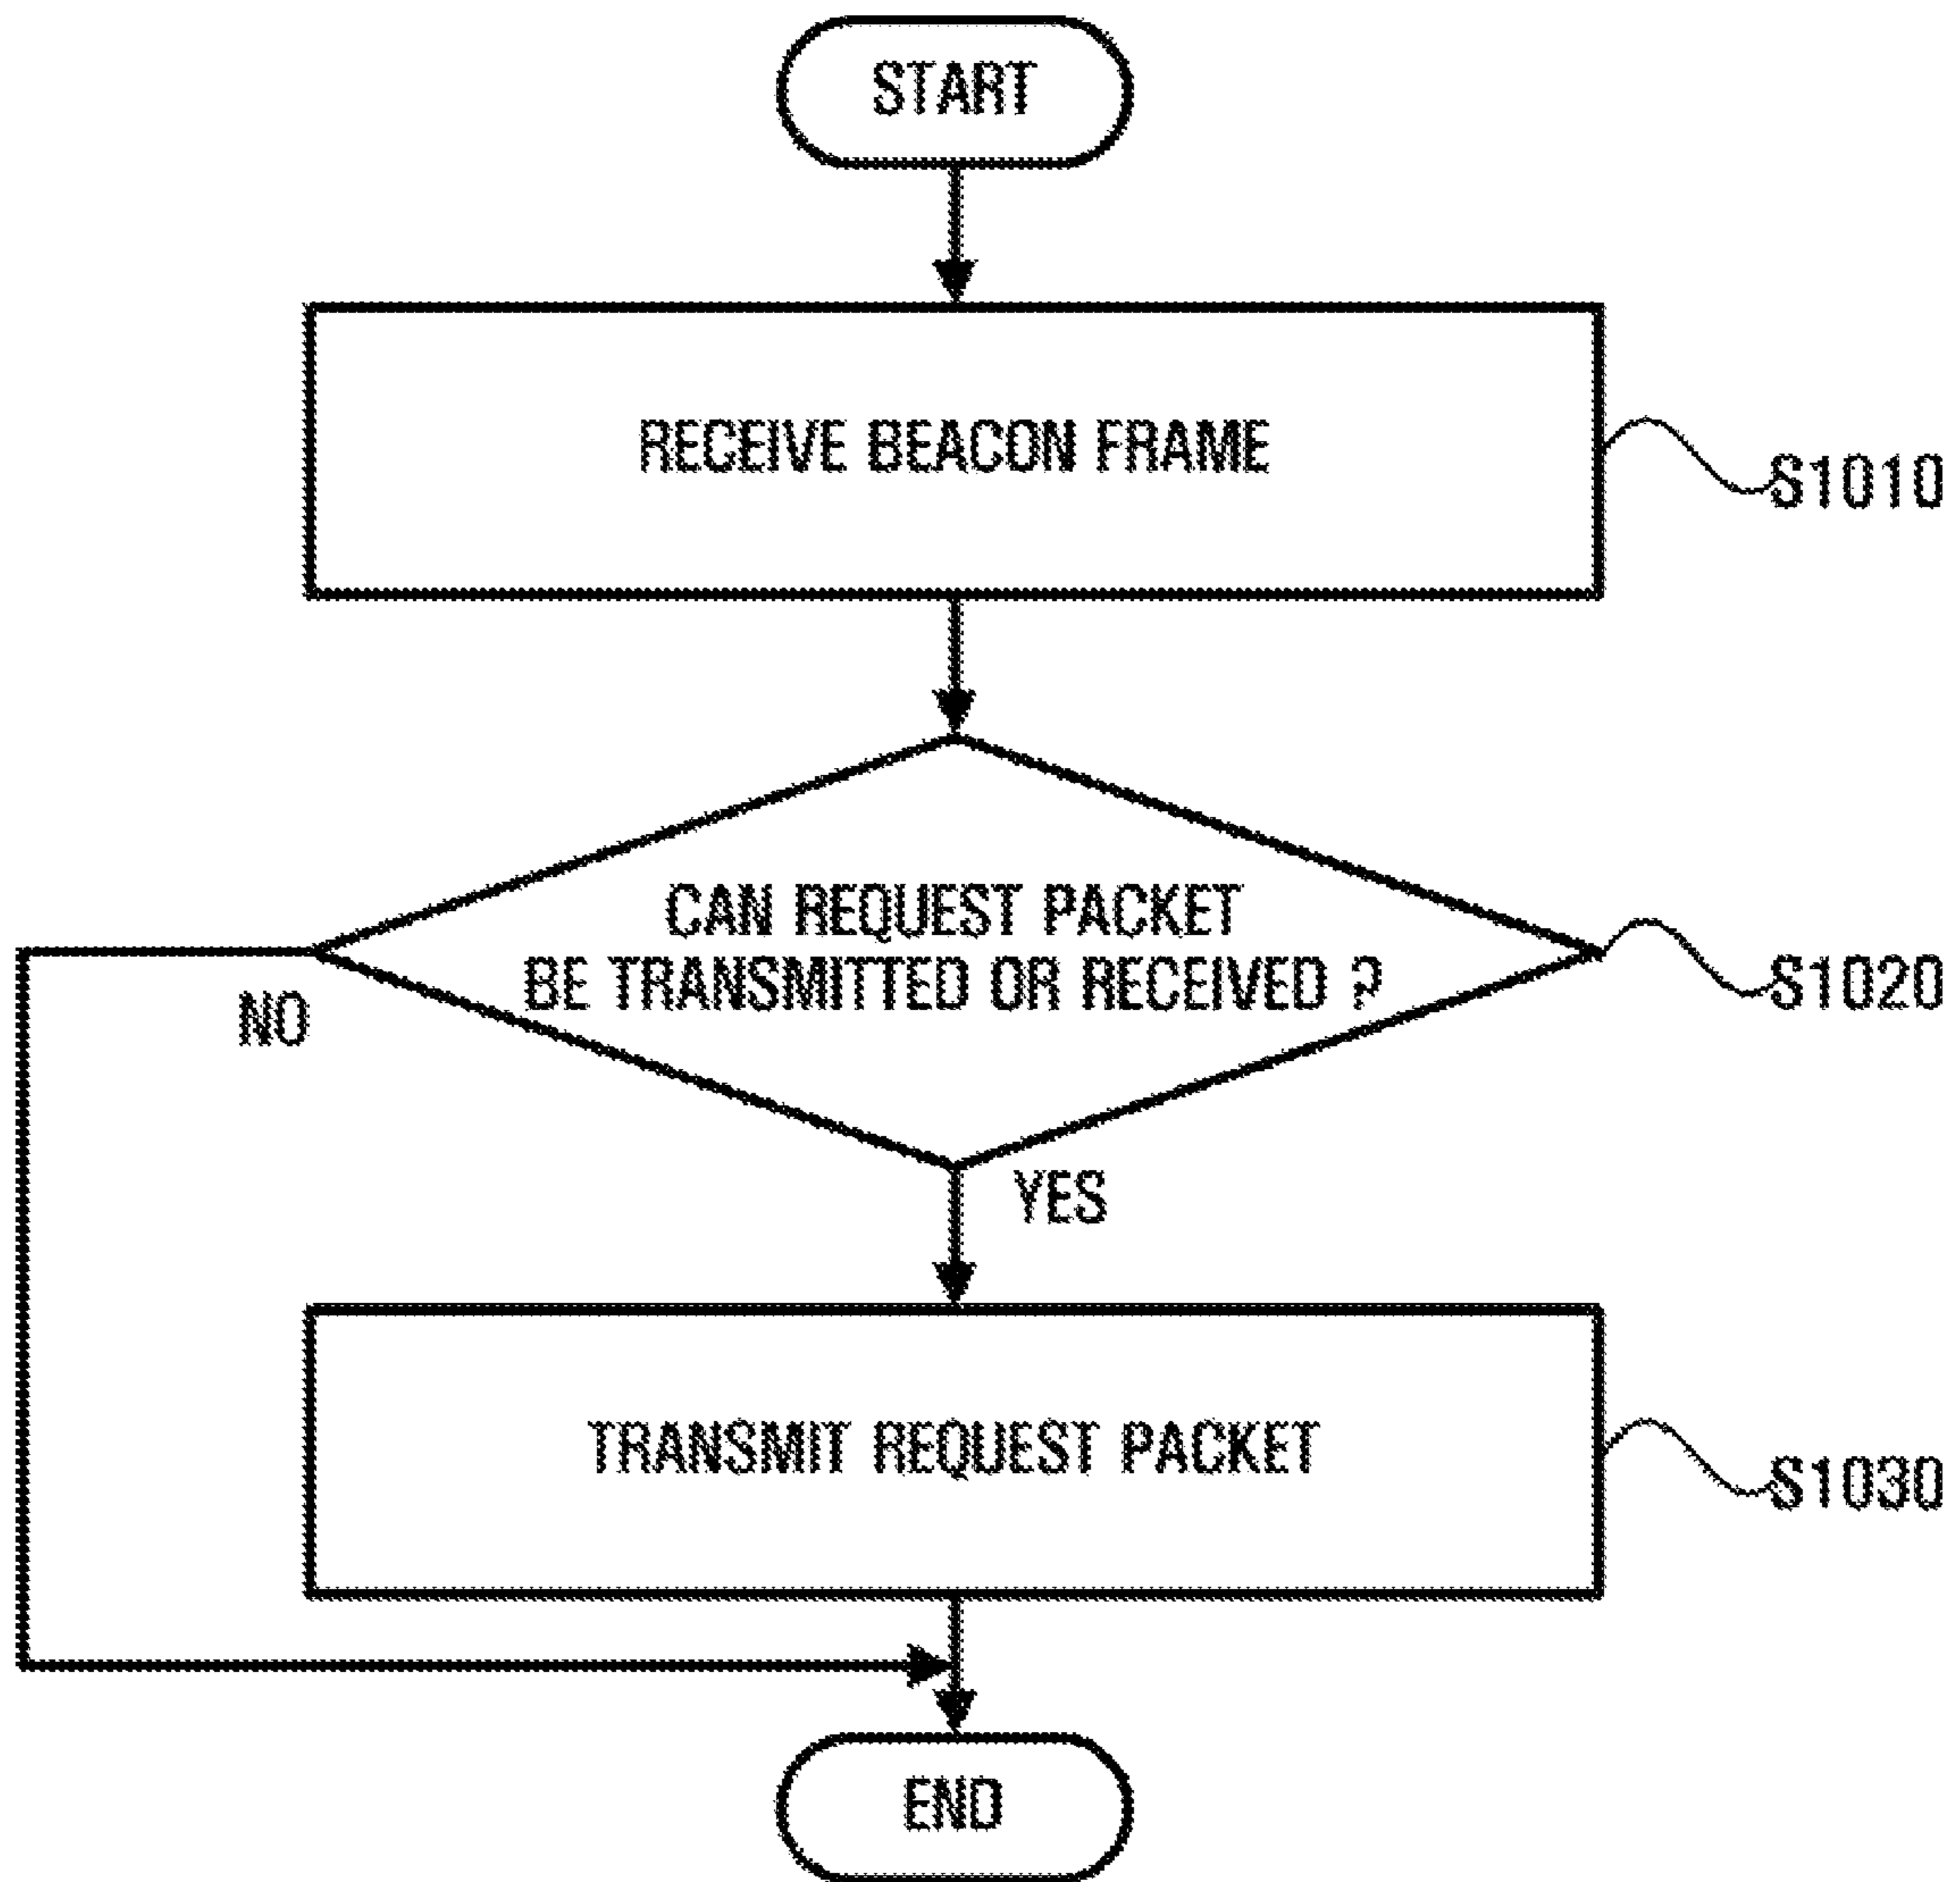 START
RECEIVE BEACON FRAME
S1010
CAN REQUEST PACKET
BE TRANSMITTED OR RECEIVED ?
S1020
NO
YES
TRANSMIT REQUEST PACKET
S1030
END